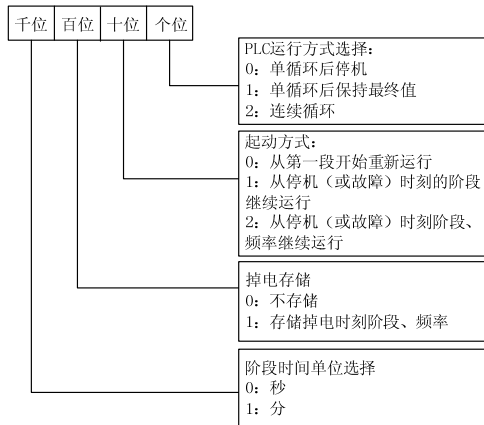 千位 百位 十位 个位
PLC运行方式选择：
0：单循环后停机
1：单循环后保持最终值
2：连续循环
起动方式：
0：从第一段开始重新运行
1：从停机（或故障）时刻的阶段
继续运行
2：从停机（或故障）时刻阶段、
频率继续运行
掉电存储
0：不存储
1：存储掉电时刻阶段、频率
阶段时间单位选择
0：秒
1：分